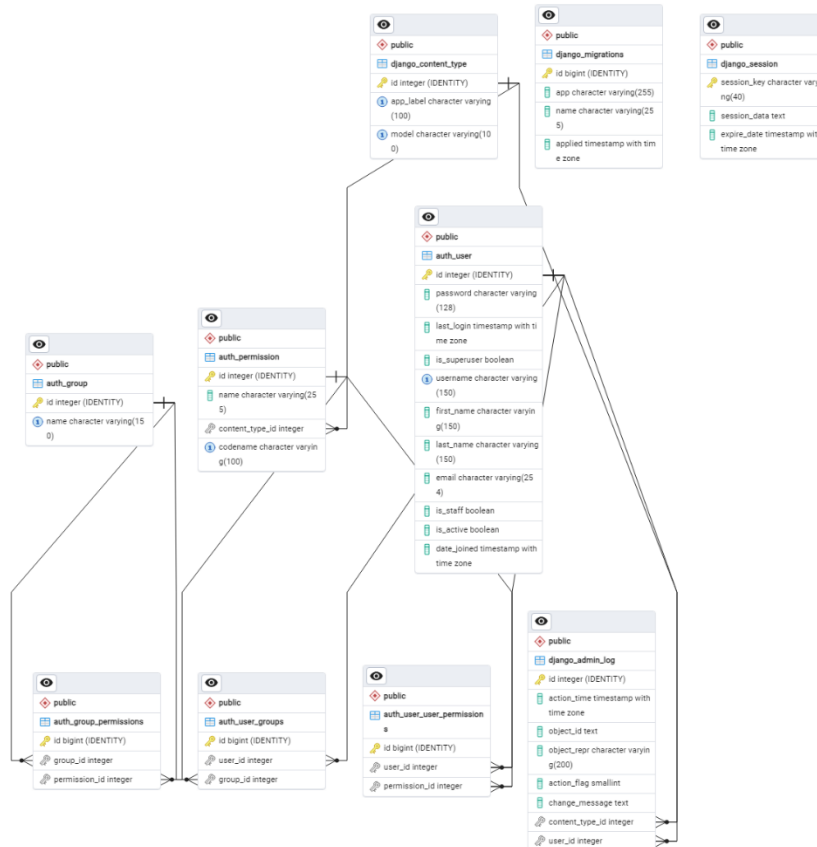 public
django_content_type
id integer (IDENTITY)
app_label character varying
(100)
model character varying(10
0)
public
django_migrations
id bigint (IDENTITY)
app character varying(255)
name character varying(25
5)
applied timestamp with tim
e zone
public
django_session
session_key character vary
ng(40)
session_data text
expire_date timestamp wit
time zone
public
auth_user
id integer (IDENTITY)
password character varying
(128)
last_login timestamp with ti
me zone
is_superuser boolean
username character varying
(150)
first_name character varyin
g(150)
last_name character varying
(150)
email character varying(25
4)
is_staff boolean
is_active boolean
date_joined timestamp with
time zone
public
auth_permission
id integer (IDENTITY)
name character varying(25
5)
content_type_id integer
codename character varyin
g(100)
public
auth_group
id integer (IDENTITY)
name character varying(15
0)
public
auth_group_permissions
id bigint (IDENTITY)
group_id integer
permission_id integer
public
auth_user_groups
id bigint (IDENTITY)
user_id integer
group_id integer
public
auth_user_user_permission
s
id bigint (IDENTITY)
user_id integer
permission_id integer
public
django_admin_log
id integer (IDENTITY)
action_time timestamp with
time zone
object_id text
object_repr character varyin
g(200)
action_flag smallint
change_message text
content_type_id integer
user_id integer